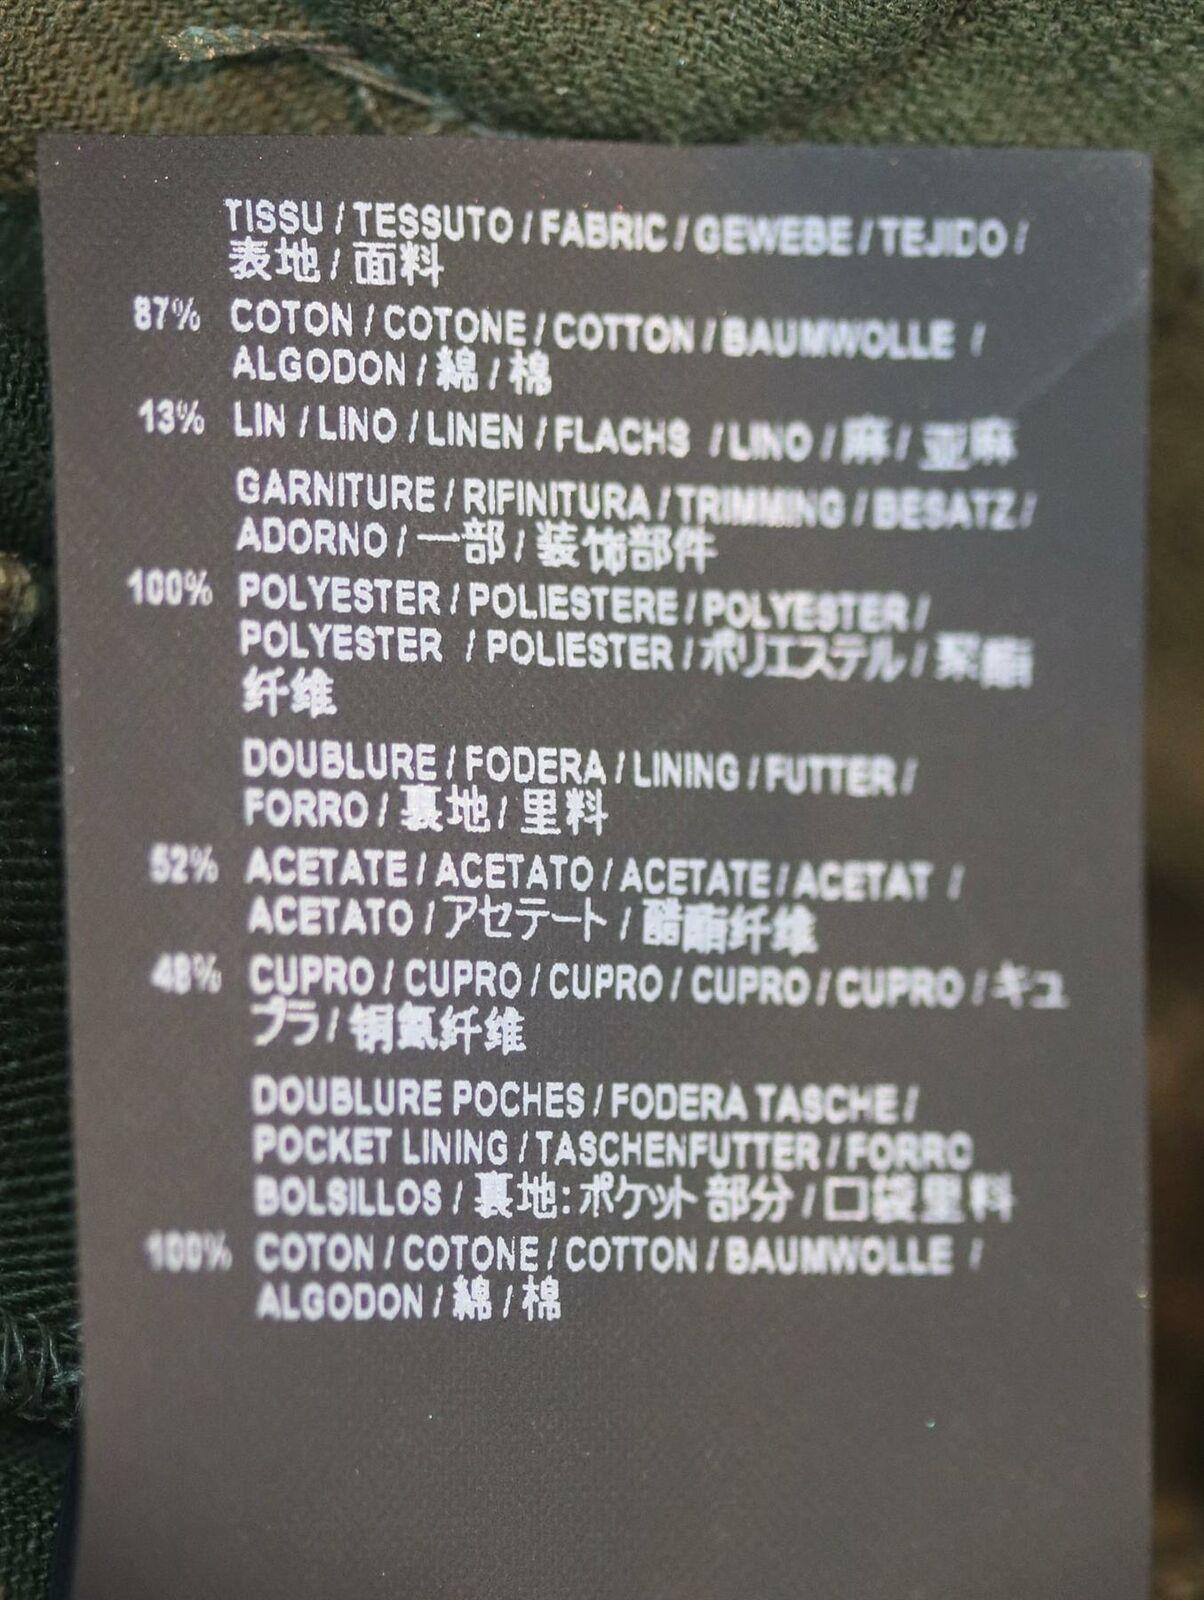 TISSU / TESSUTO / FABRIC / GEWEBE / TEJIDO /
表地 / 面料
87% COTON / COTONE / COTTON / BAUMWOLLE /
ALGODON / 綿 / 棉
13% LIN / LINO / LINEN / FLACHS / LINO / 麻 / 亚麻
GARNITURE / RIFINITURA / TRIMMING / BESATZ /
ADORNO / 一部 / 装饰部件
100% POLYESTER / POLIESTERE / POLYESTER /
POLYESTER / POLIESTER / ポリエステル / 聚酯
纤维
DOUBLURE / FODERA / LINING / FUTTER /
FORRO / 裏地 / 里料
52% ACETATE / ACETATO / ACETATE / ACETAT /
ACETATO / アセテート / 醋酯纤维
48% CUPRO / CUPRO / CUPRO / CUPRO / CUPRO / キュ
プラ / 铜氨纤维
DOUBLURE POCHES / FODERA TASCHE /
POCKET LINING / TASCHENFUTTER / FORRO
BOLSILLOS / 裏地:ポケット部分 / 口袋里料
100% COTON / COTONE / COTTON / BAUMWOLLE /
ALGODON / 綿 / 棉